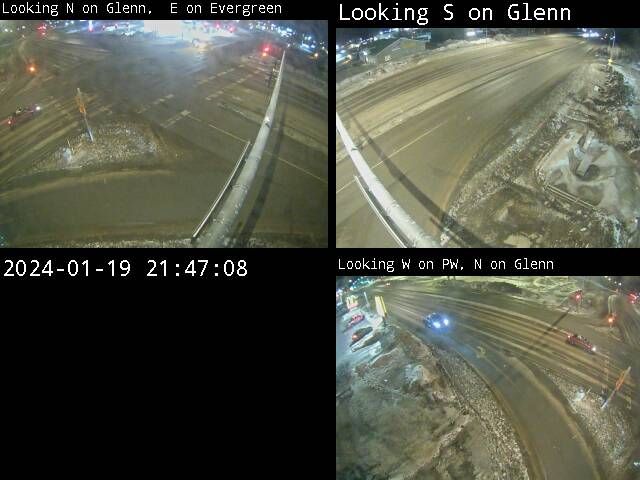 Looking N on Glenn,  E on Evergreen
Looking S on Glenn
2024-01-19 21:47:08
Looking W on PW, N on Glenn